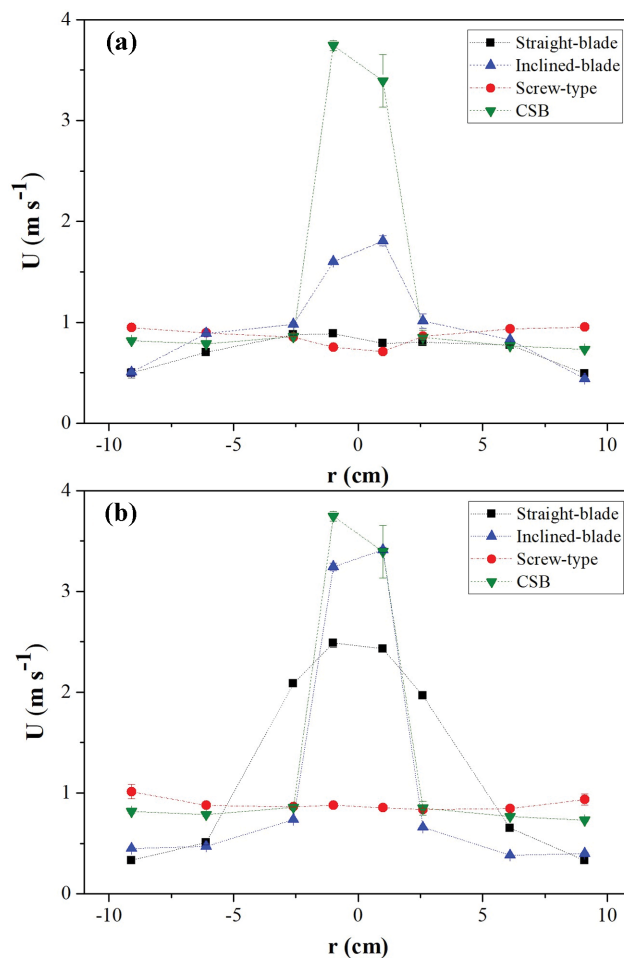 (a)
Straight-blade
Inclined-blade
Screw-type
CSB
4
3
2
1
0
U (m s⁻¹)
-10 -5 0 5 10
r (cm)
(b)
Straight-blade
Inclined-blade
Screw-type
CSB
4
3
2
1
0
U (m s⁻¹)
-10 -5 0 5 10
r (cm)